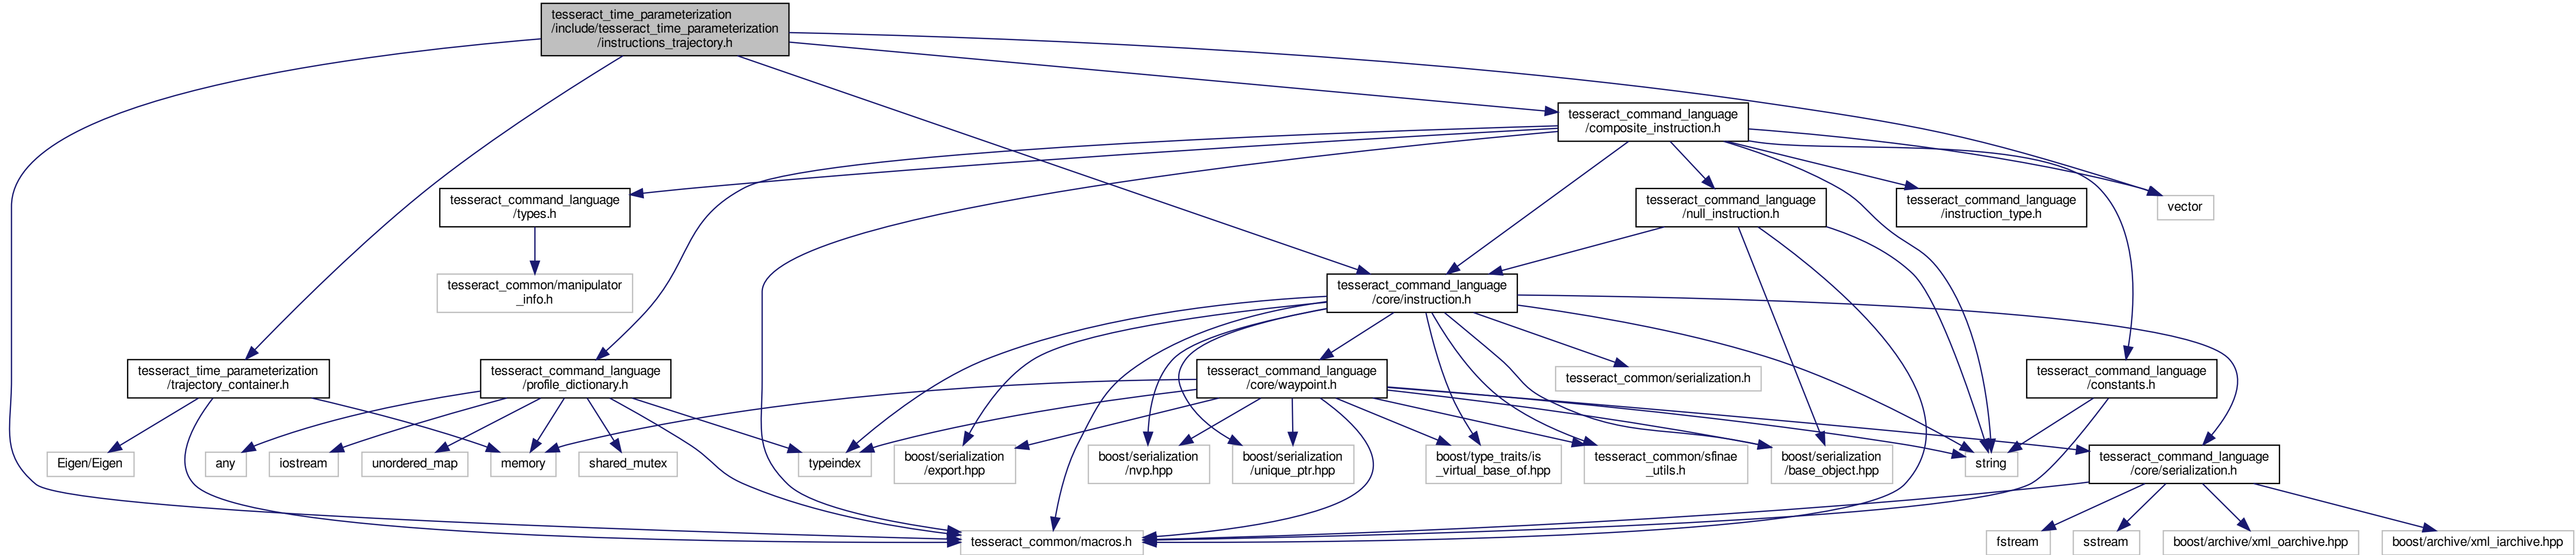 tesseract_time_parameterization
/include/tesseract_time_parameterization
/instructions_trajectory.h
tesseract_command_language
/composite_instruction.h
tesseract_command_language
/types.h
tesseract_command_language
/null_instruction.h
tesseract_command_language
/instruction_type.h
vector
tesseract_common/manipulator
_info.h
tesseract_command_language
/core/instruction.h
tesseract_time_parameterization
/trajectory_container.h
tesseract_command_language
/profile_dictionary.h
tesseract_command_language
/core/waypoint.h
tesseract_common/serialization.h
tesseract_command_language
/constants.h
Eigen/Eigen
any
iostream
unordered_map
memory
shared_mutex
typeindex
boost/serialization
/export.hpp
boost/serialization
/nvp.hpp
boost/serialization
/unique_ptr.hpp
boost/type_traits/is
_virtual_base_of.hpp
tesseract_common/sfinae
_utils.h
boost/serialization
/base_object.hpp
string
tesseract_command_language
/core/serialization.h
tesseract_common/macros.h
fstream
sstream
boost/archive/xml_oarchive.hpp
boost/archive/xml_iarchive.hpp